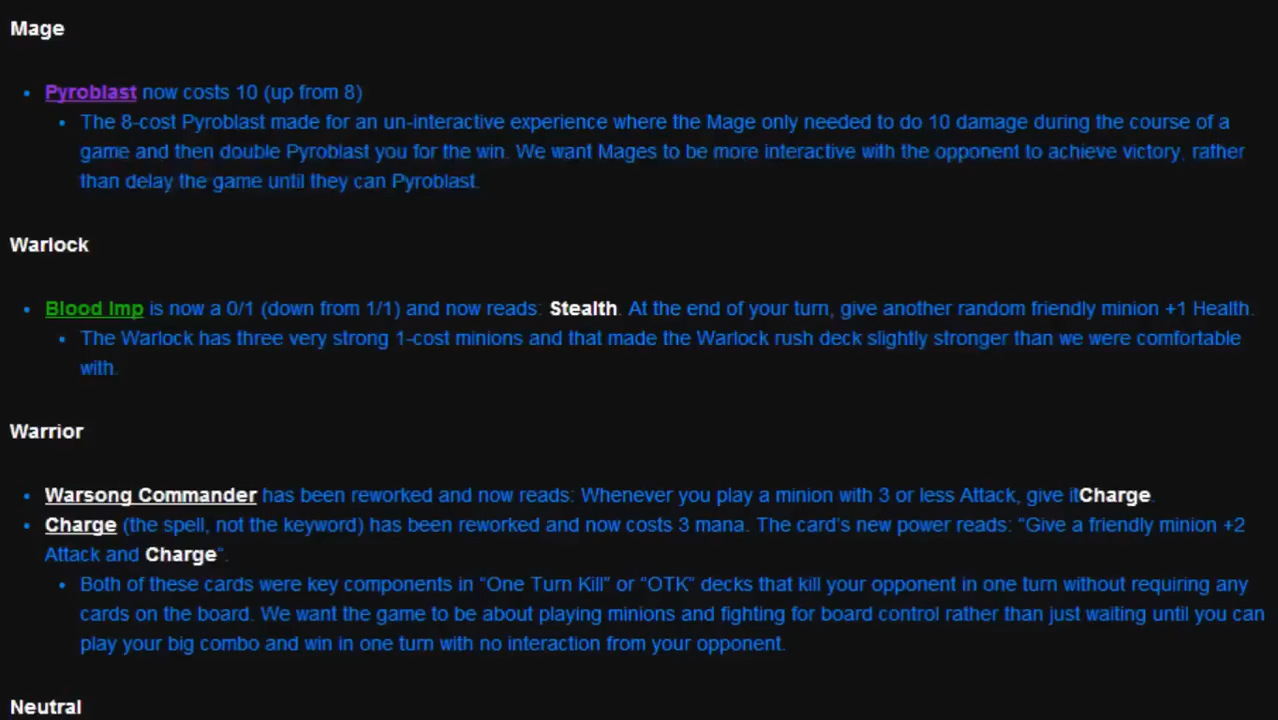 Mage
Pyroblast now costs 10 (up from 8)
The 8-cost Pyroblast made for an un-interactive experience where the Mage only needed to do 10 damage during the course of a
game and then double Pyroblast you for the win. We want Mages to be more interactive with the opponent to achieve victory, rather
than delay the game until they can Pyroblast.
Warlock
Blood Imp is now a 0/1 (down from 1/1) and now reads: Stealth. At the end of your turn, give another random friendly minion +1 Health.
The Warlock has three very strong 1-cost minions and that made the Warlock rush deck slightly stronger than we were comfortable
with.
Warrior
Warsong Commander has been reworked and now reads: Whenever you play a minion with 3 or less Attack, give itCharge.
Charge (the spell, not the keyword) has been reworked and now costs 3 mana. The card's new power reads: “Give a friendly minion +2
Attack and Charge”.
Both of these cards were key components in “One Turn Kill” or “OTK” decks that kill your opponent in one turn without requiring any
cards on the board. We want the game to be about playing minions and fighting for board control rather than just waiting until you can
play your big combo and win in one turn with no interaction from your opponent.
Neutral